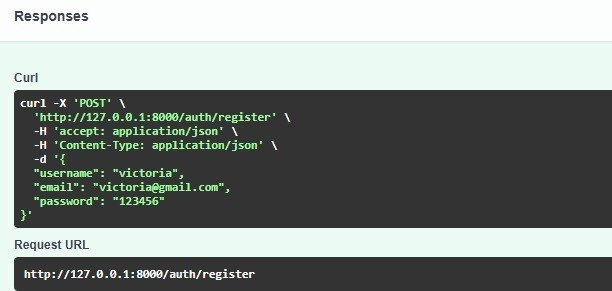 Responses
Curl
curl -X 'POST' \
  'http://127.0.0.1:8000/auth/register' \
  -H 'accept: application/json' \
  -H 'Content-Type: application/json' \
  -d '{
  "username": "victoria",
  "email": "victoria@gmail.com",
  "password": "123456"
}'
Request URL
http://127.0.0.1:8000/auth/register